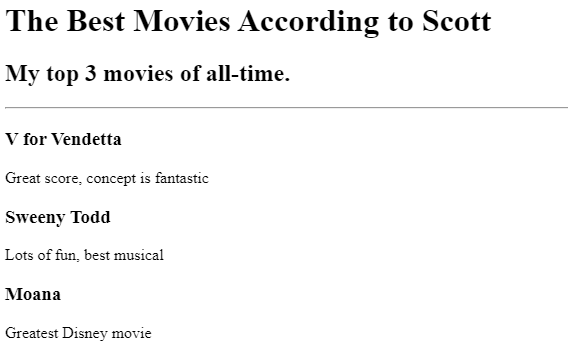 The Best Movies According to Scott
My top 3 movies of all-time.
V for Vendetta
Great score, concept is fantastic
Sweeny Todd
Lots of fun, best musical
Moana
Greatest Disney movie